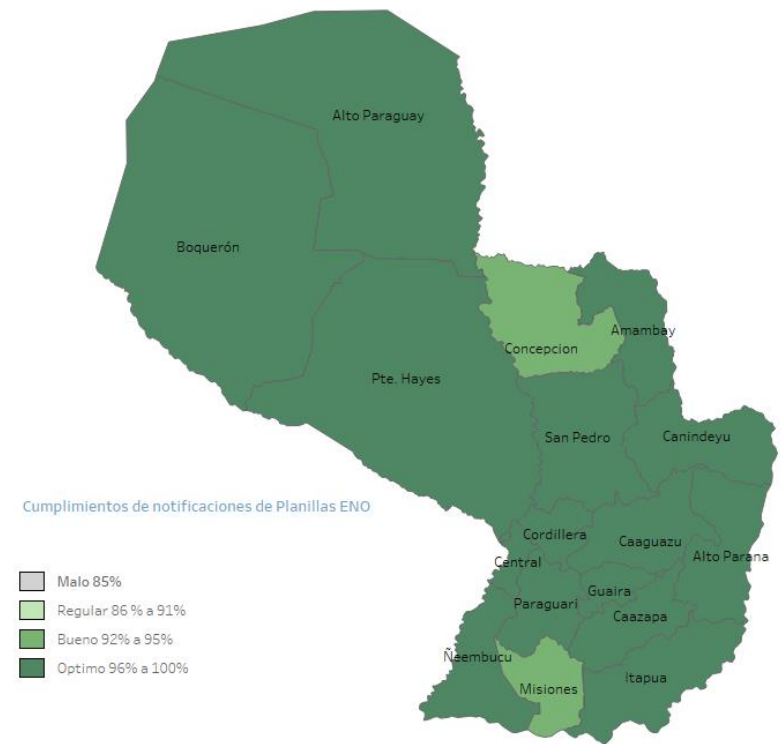 Alto Paraguay
Boquerón
Concepcion
Amambay
Pte. Hayes
San Pedro
Canindeyu
Cumplimientos de notificaciones de Planillas ENO
Cordillera
Caaguazu
Alto Parana
Central
Guaira
Paraguari
Caazapa
Ñeembucu
Misiones
Itapua
Malo 85%
Regular 86 % a 91%
Bueno 92% a 95%
Optimo 96% a 100%